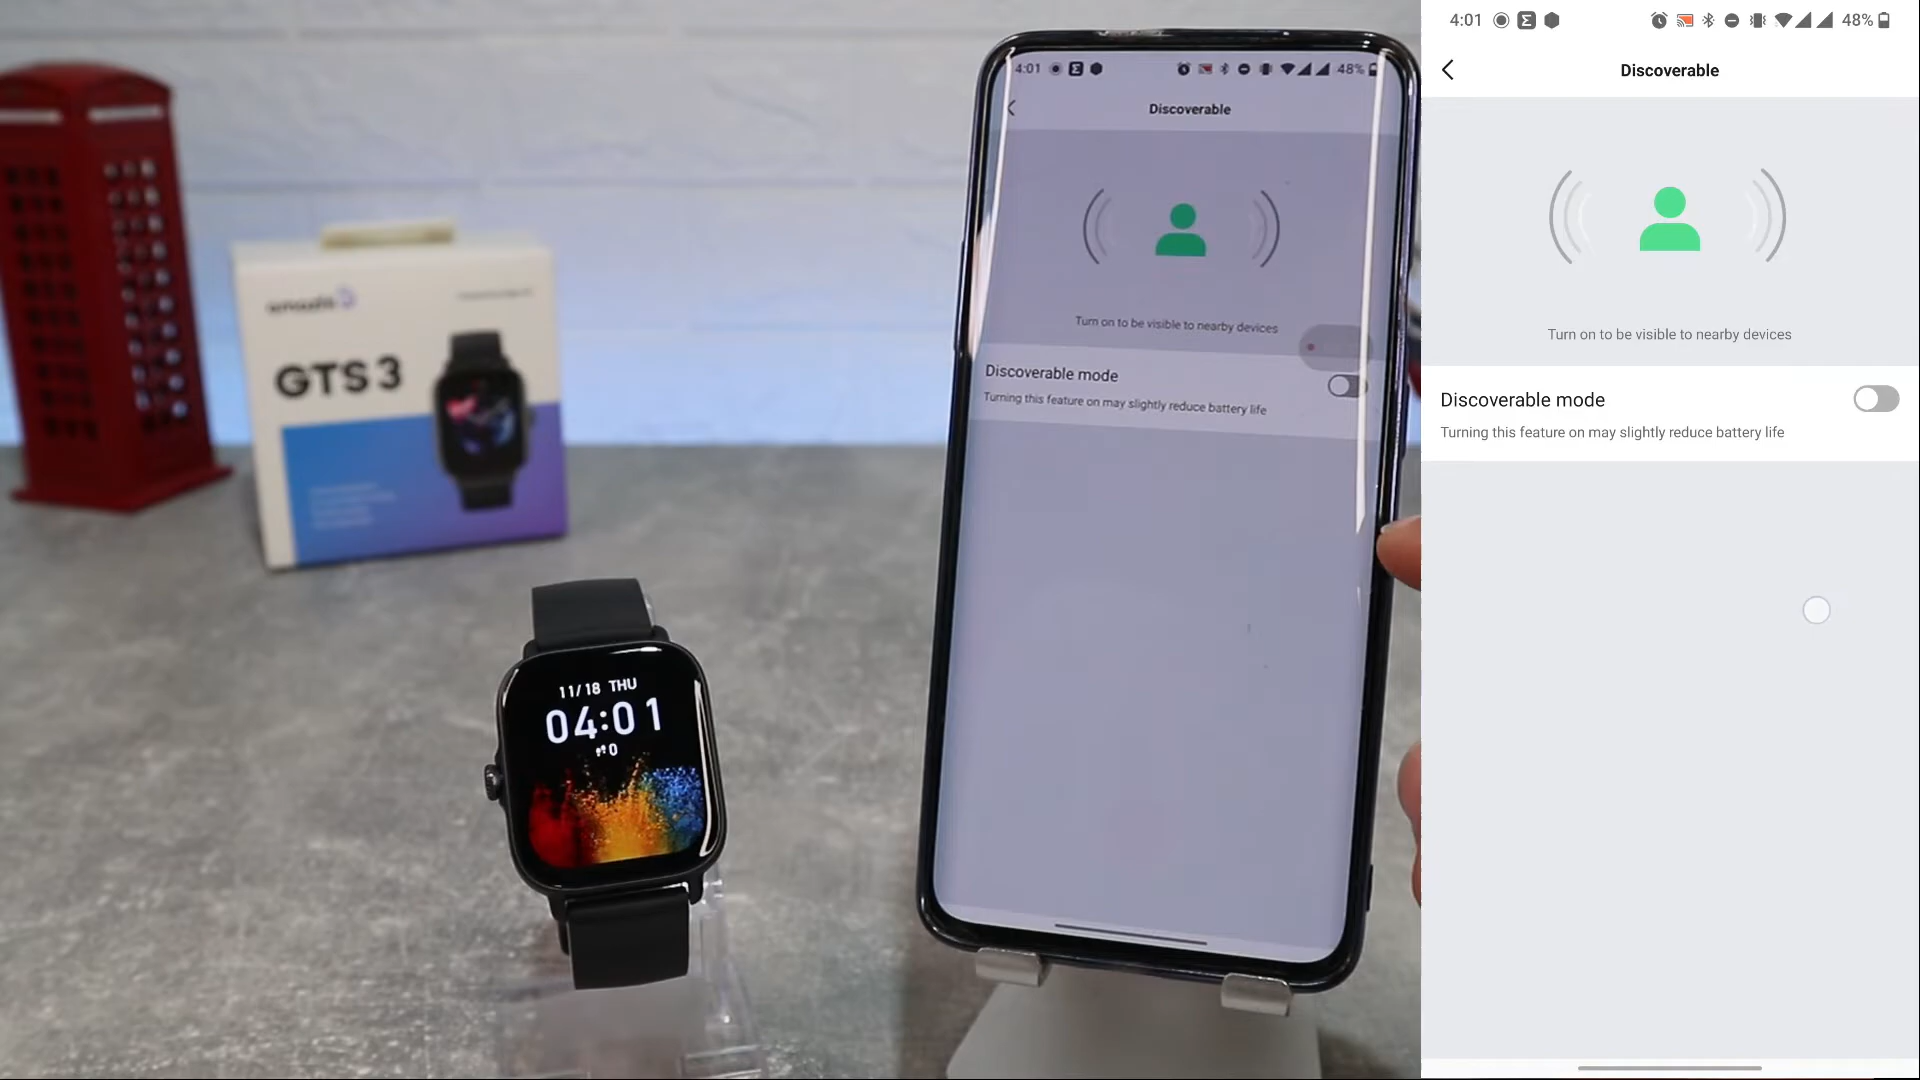 amazfit
GTS 3
11/18 THU
04:01
0
4:01
48%
Discoverable
Turn on to be visible to nearby devices
Discoverable mode
Turning this feature on may slightly reduce battery life
4:01
48%
Discoverable
Turn on to be visible to nearby devices
Discoverable mode
Turning this feature on may slightly reduce battery life